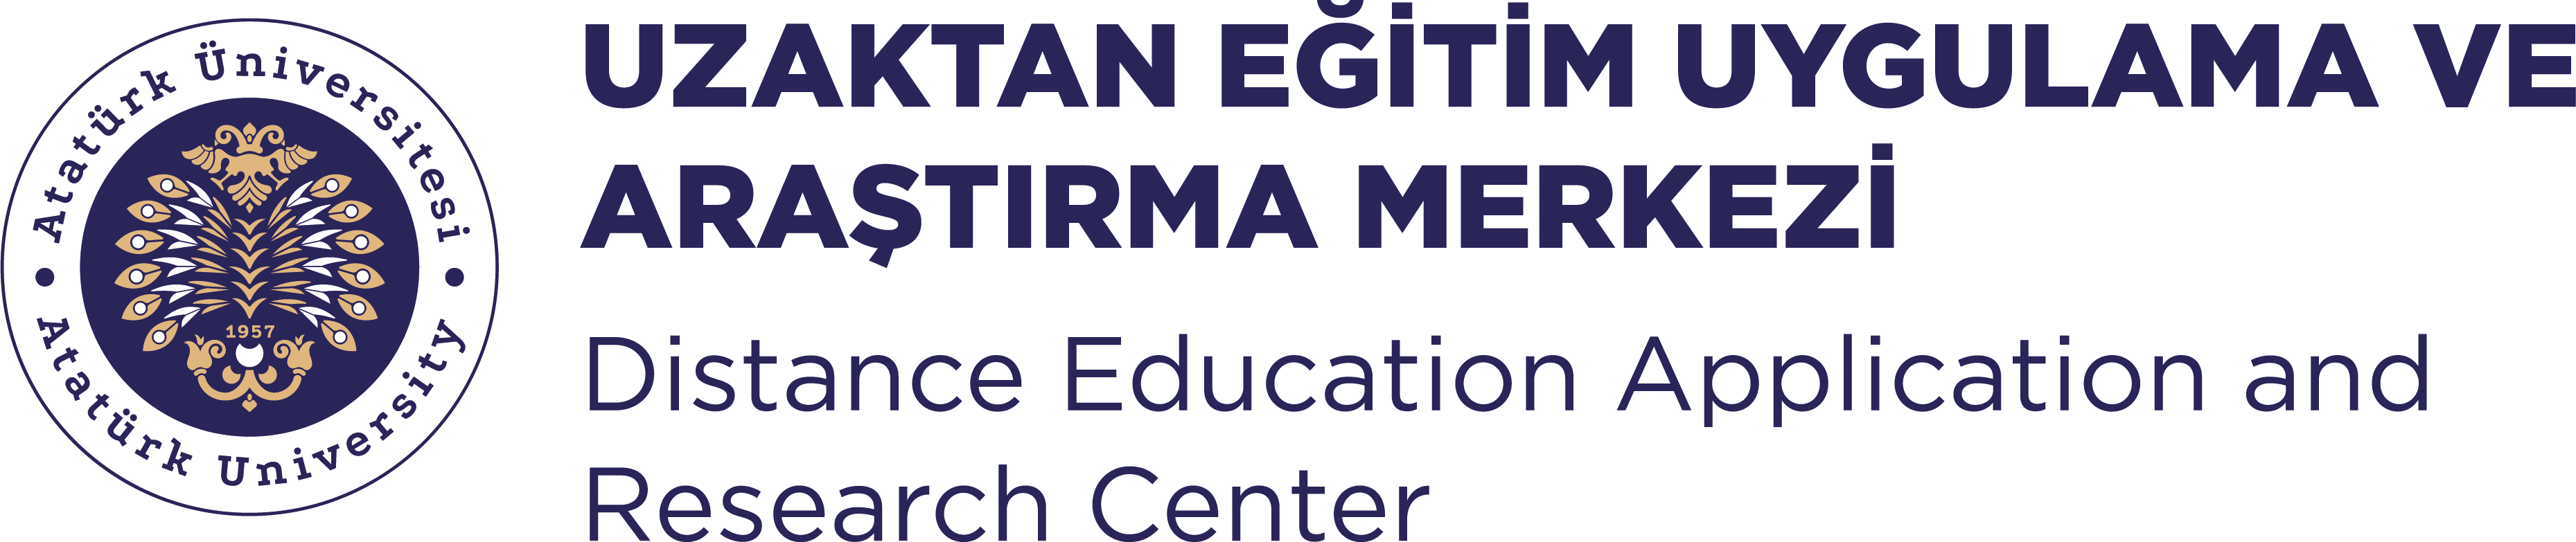 Atatürk Üniversitesi
1957
Atatürk University
UZAKTAN EĞİTİM UYGULAMA VE
ARAŞTIRMA MERKEZİ
Distance Education Application and
Research Center